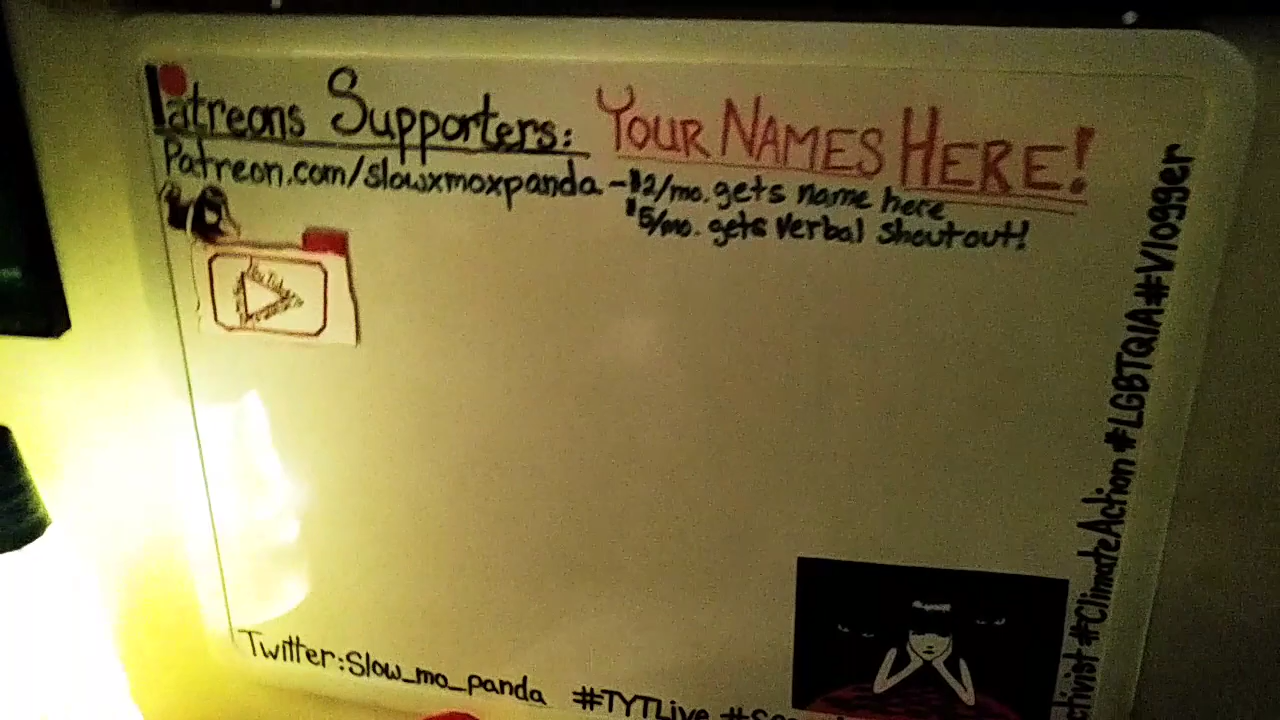 Patreons Supporters: YOUR NAMES HERE!
Patreon.com/slowxmoxpanda - $2/mo. gets name here
$5/mo. gets verbal shoutout!
YouTube
Twitter: Slow_mo_panda #TYTLive
#ClimateAction #LGBTQIA #Vlogger